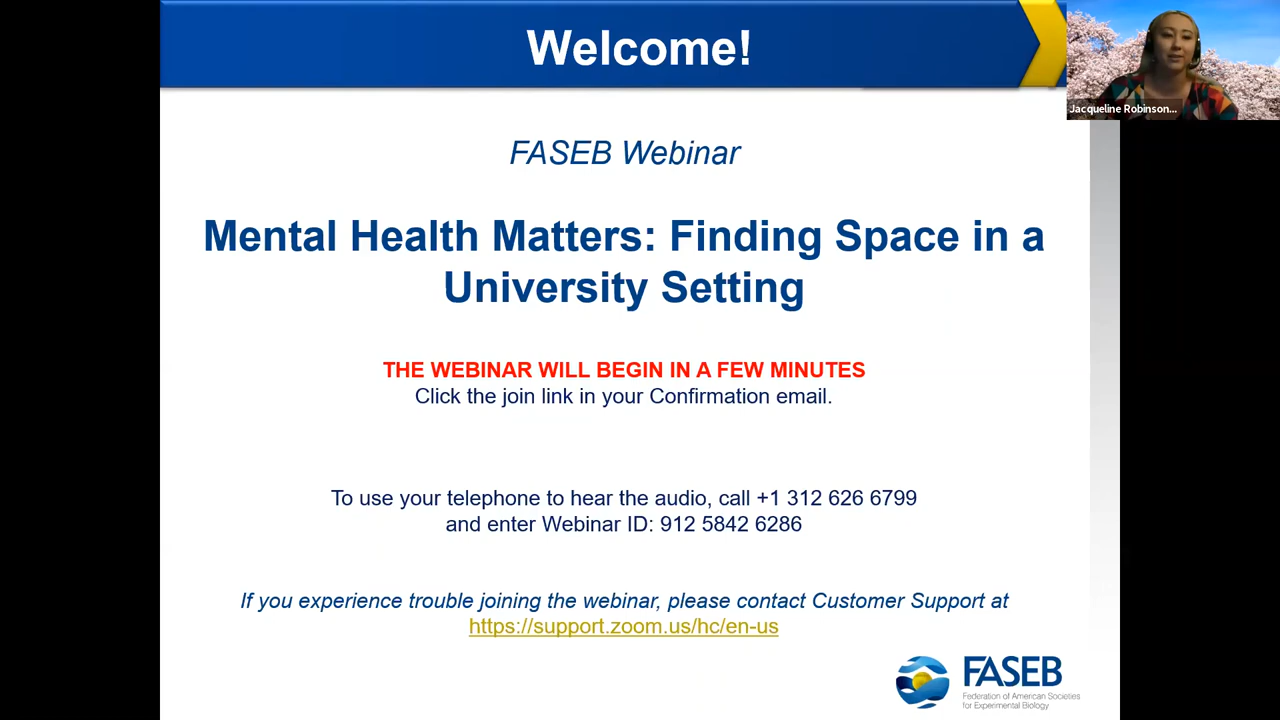 Welcome!
Jacqueline Robinson...
FASEB Webinar
Mental Health Matters: Finding Space in a
University Setting
THE WEBINAR WILL BEGIN IN A FEW MINUTES
Click the join link in your Confirmation email.
To use your telephone to hear the audio, call +1 312 626 6799
and enter Webinar ID: 912 5842 6286
If you experience trouble joining the webinar, please contact Customer Support at
https://support.zoom.us/hc/en-us
FASEB
Federation of American Societies
for Experimental Biology